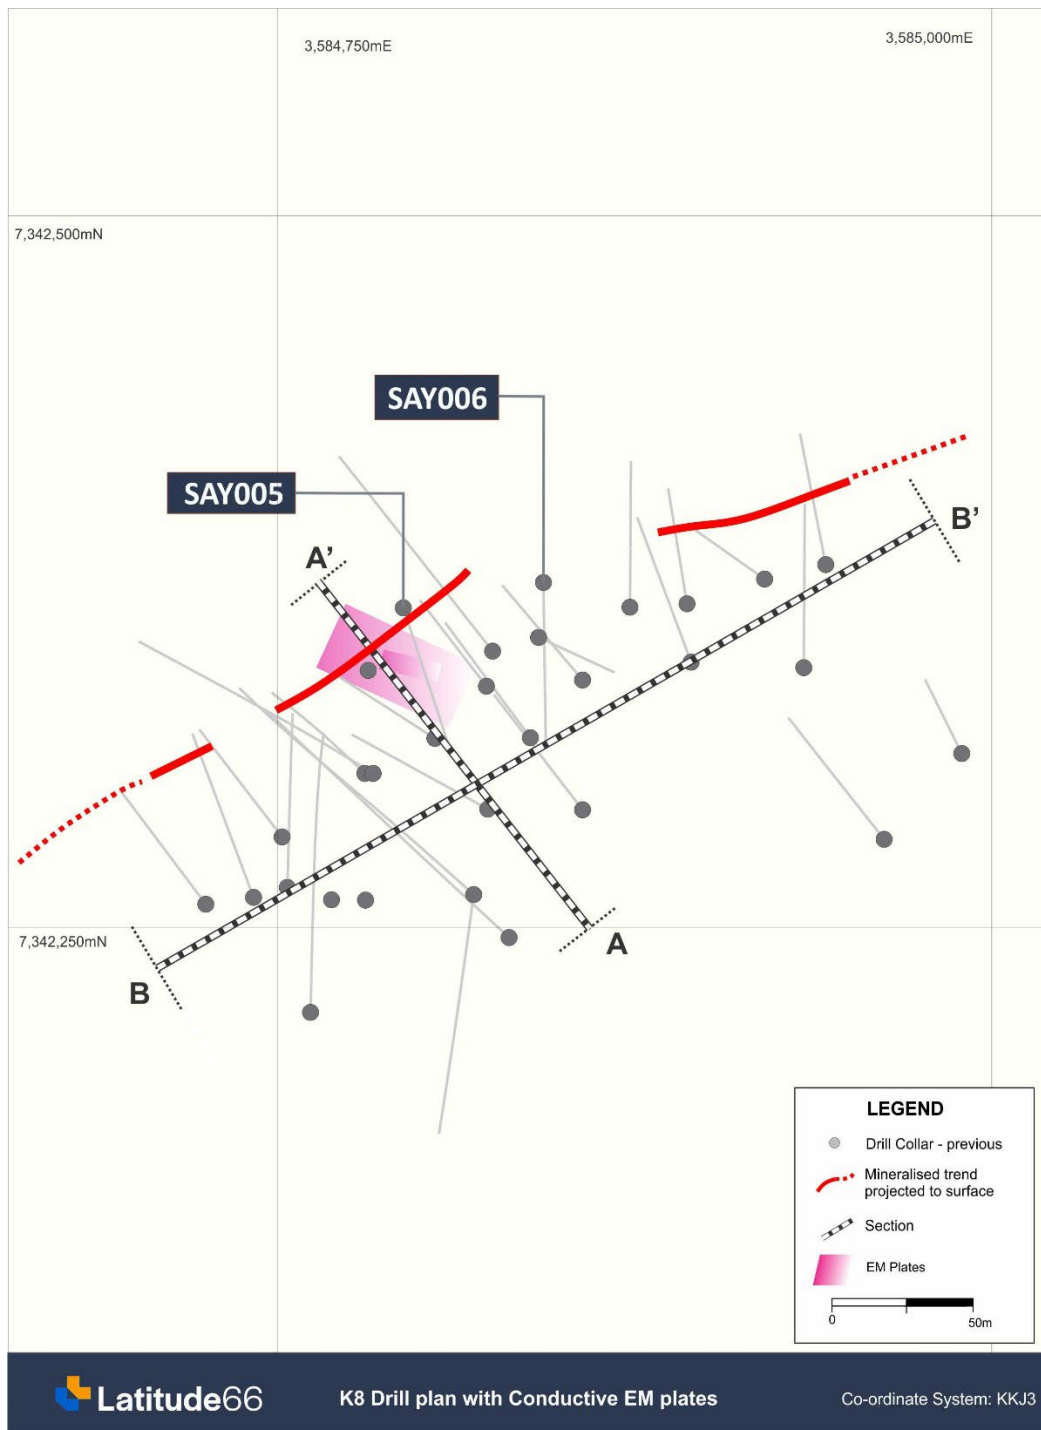 3,584,750mE
3,585,000mE
7,342,500mN
SAY006
SAY005
A'
B'
7,342,250mN
A
B
LEGEND
Drill Collar - previous
Mineralised trend
projected to surface
Section
EM Plates
0 50m
Latitude66
K8 Drill plan with Conductive EM plates
Co-ordinate System: KKJ3